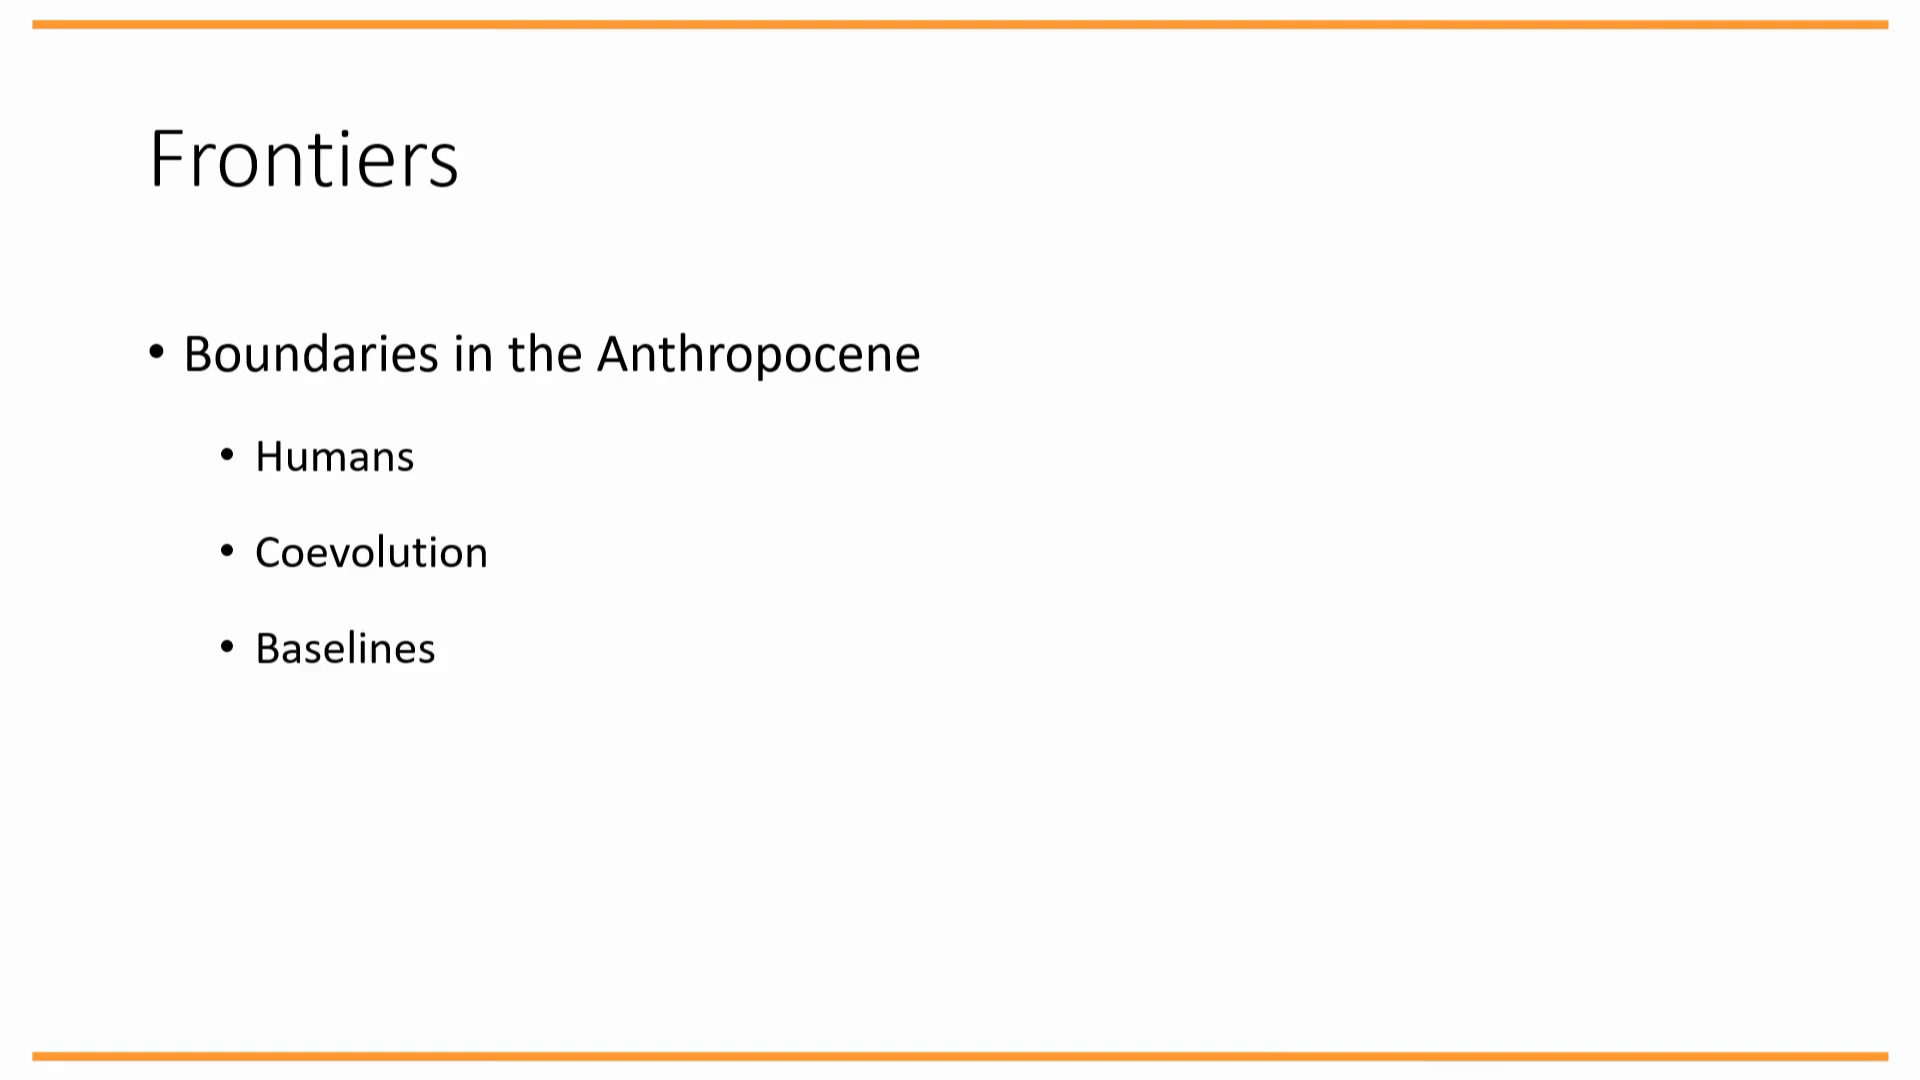 Frontiers
• Boundaries in the Anthropocene
• Humans
• Coevolution
• Baselines